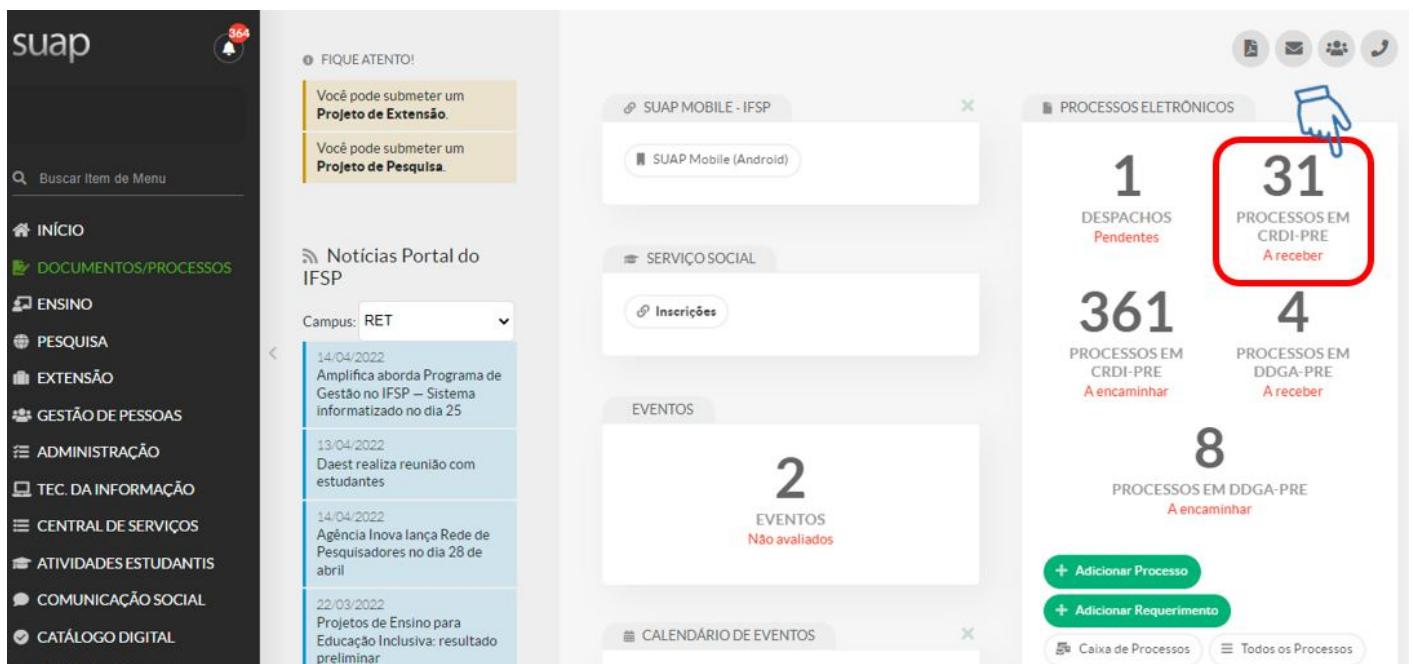 suap
364
Buscar Item de Menu
INÍCIO
DOCUMENTOS/PROCESSOS
ENSINO
PESQUISA
EXTENSÃO
GESTÃO DE PESSOAS
ADMINISTRAÇÃO
TEC. DA INFORMAÇÃO
CENTRAL DE SERVIÇOS
ATIVIDADES ESTUDANTIS
COMUNICAÇÃO SOCIAL
CATÁLOGO DIGITAL
FIQUE ATENTO!
Você pode submeter um
Projeto de Extensão.
Você pode submeter um
Projeto de Pesquisa.
Notícias Portal do
IFSP
Campus: RET
14/04/2022
Amplifica aborda Programa de
Gestão no IFSP — Sistema
informatizado no dia 25
13/04/2022
Daest realiza reunião com
estudantes
14/04/2022
Agência Inova lança Rede de
Pesquisadores no dia 28 de
abril
22/03/2022
Projetos de Ensino para
Educação Inclusiva: resultado
preliminar
SUAP MOBILE - IFSP
SUAP Mobile (Android)
SERVIÇO SOCIAL
Inscrições
EVENTOS
2
EVENTOS
Não avaliados
CALENDÁRIO DE EVENTOS
PROCESSOS ELETRÔNICOS
1
DESPACHOS
Pendentes
31
PROCESSOS EM
CRDI-PRE
A receber
361
PROCESSOS EM
CRDI-PRE
A encaminhar
4
PROCESSOS EM
DDGA-PRE
A receber
8
PROCESSOS EM DDGA-PRE
A encaminhar
+ Adicionar Processo
+ Adicionar Requerimento
Caixa de Processos
Todos os Processos